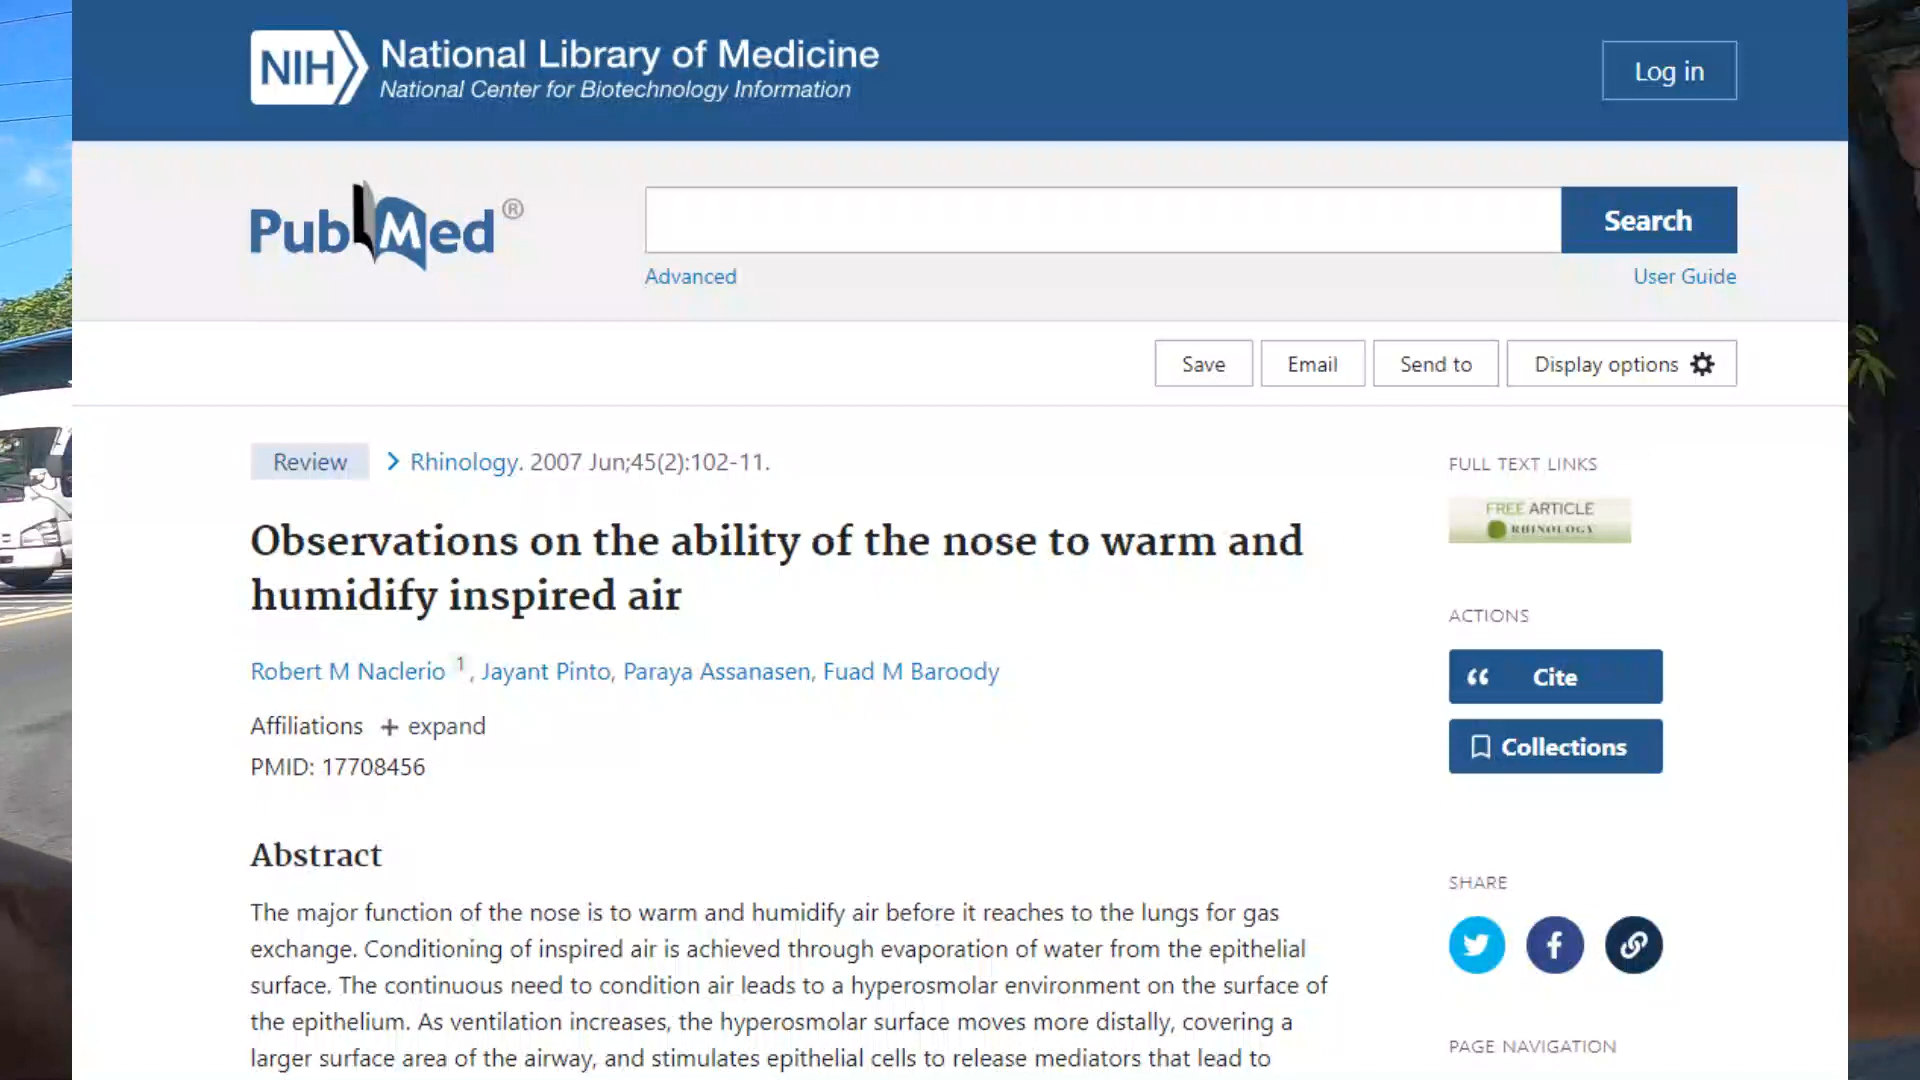 NIH National Library of Medicine
National Center for Biotechnology Information
Log in
PubMed®
Search
Advanced
User Guide
Save
Email
Send to
Display options
Review
Rhinology. 2007 Jun;45(2):102-11.
Observations on the ability of the nose to warm and
humidify inspired air
Robert M Naclerio 1, Jayant Pinto, Paraya Assanasen, Fuad M Baroody
Affiliations + expand
PMID: 17708456
Abstract
The major function of the nose is to warm and humidify air before it reaches to the lungs for gas
exchange. Conditioning of inspired air is achieved through evaporation of water from the epithelial
surface. The continuous need to condition air leads to a hyperosmolar environment on the surface of
the epithelium. As ventilation increases, the hyperosmolar surface moves more distally, covering a
larger surface area of the airway, and stimulates epithelial cells to release mediators that lead to
FULL TEXT LINKS
FREE ARTICLE
RHINOLOGY
ACTIONS
Cite
Collections
SHARE
PAGE NAVIGATION